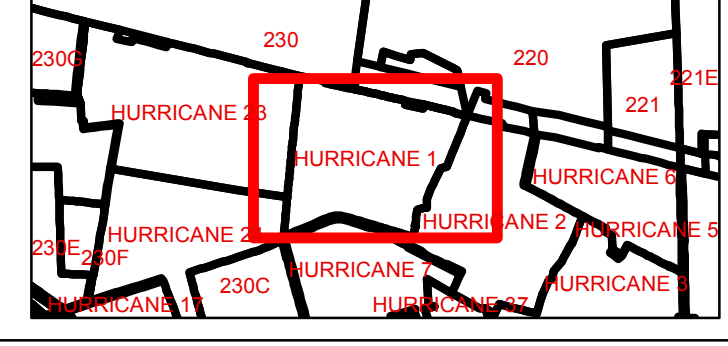 230
230G
220
221E
221
HURRICANE 23
HURRICANE 1
HURRICANE 6
HURRICANE 2
HURRICANE 5
HURRICANE 24
230E
230F
HURRICANE 7
230C
HURRICANE 3
HURRICANE 17
HURRICANE 37